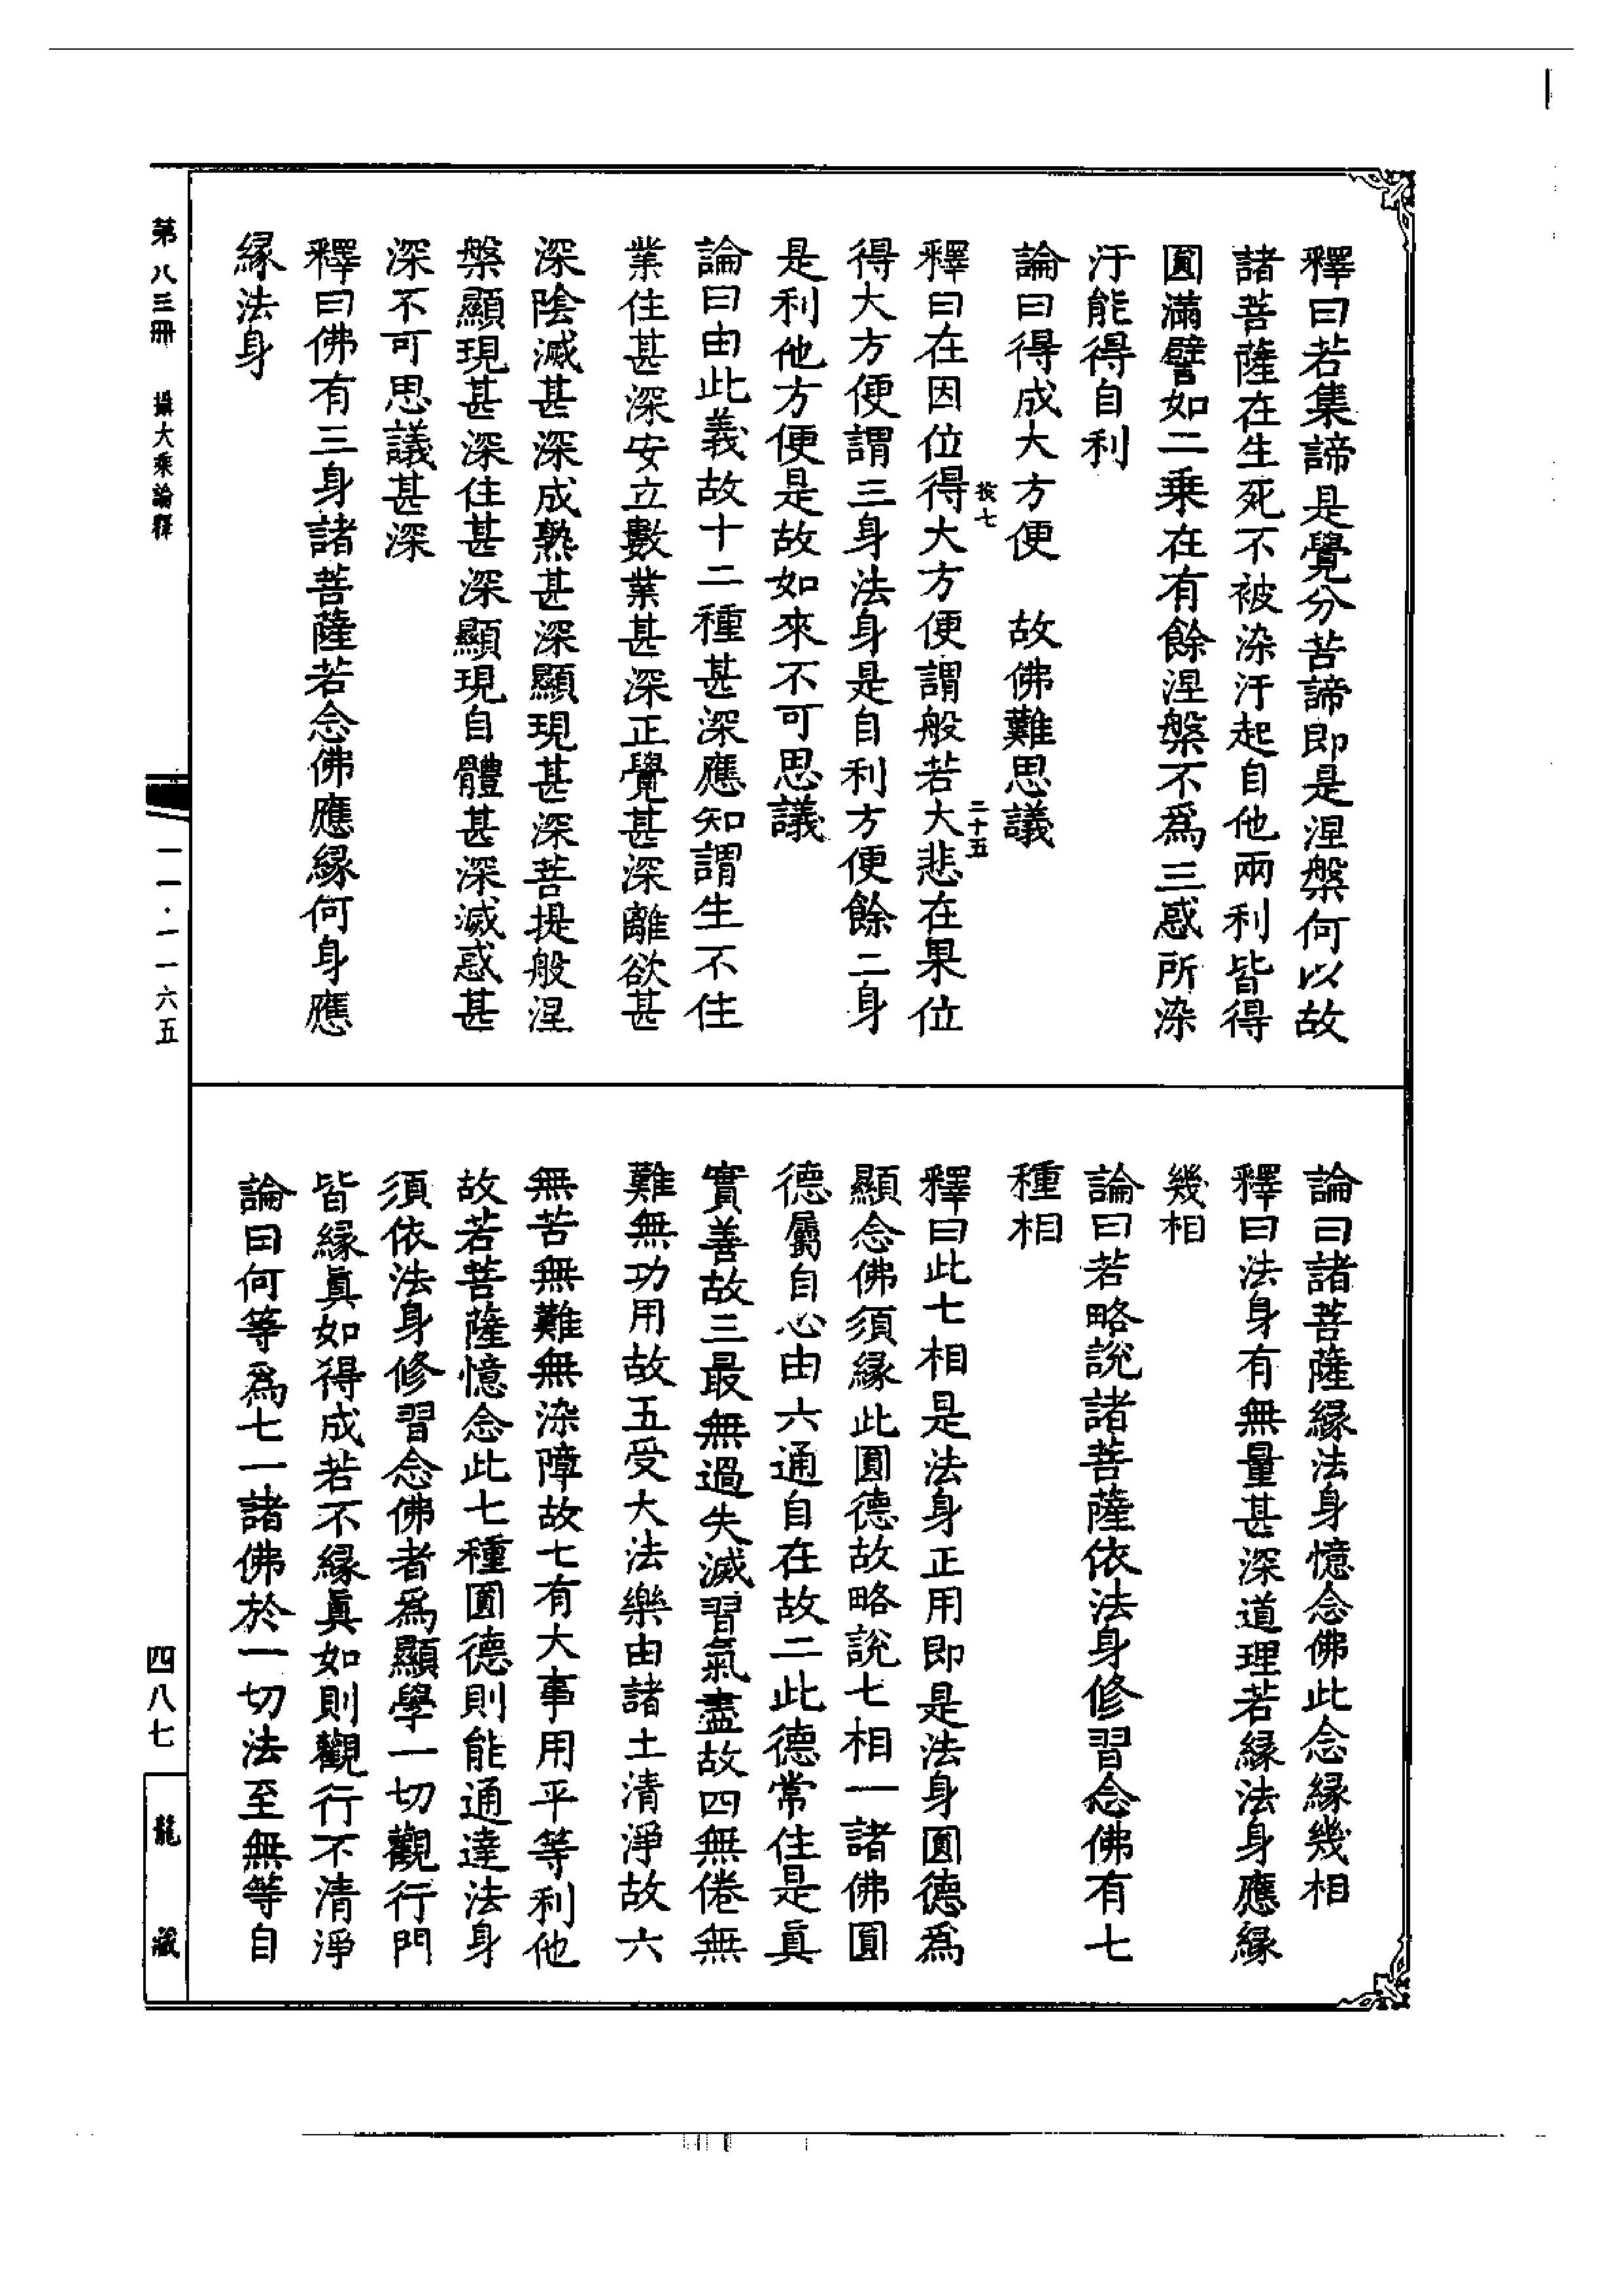 釋曰若集諦是覺分苦諦即是涅槃何以故
諸菩薩在生死不被染汙起自他兩利皆得
圓滿譬如二乘在有餘涅槃不為三惑所染
汙能得自利
論曰得成大方便　故佛難思議
釋曰在因位得大方便謂般若大悲在果位
得大方便謂三身法身是自利方便餘二身
是利他方便是故如來不可思議
論曰由此義故十二種甚深應知謂生不住
業住甚深安立數業甚深正覺甚深離欲甚
深陰滅甚深成熟甚深顯現甚深菩提般涅
槃顯現甚深住甚深顯現自體甚深滅惑甚
深不可思議甚深
釋曰佛有三身諸菩薩若念佛應緣何身應
緣法身
論曰諸菩薩緣法身憶念佛此念緣幾相
釋曰法身有無量甚深道理若緣法身應緣
幾相
論曰若略說諸菩薩依法身修習念佛有七
種相
釋曰此七相是法身正用即是法身圓德為
顯念佛須緣此圓德故略說七相一諸佛圓
德屬自心由六通自在故二此德常住是真
實善故三最無過失滅習氣盡故四無倦無
難無功用故五受大法樂由諸土清淨故六
無苦無難無染障故七有大事用平等利他
故若菩薩憶念此七種圓德則能通達法身
須依法身修習念佛者為顯學一切觀行門
皆緣真如得成若不緣真如則觀行不清淨
論曰何等為七一諸佛於一切法至無等自
二十五
第八三冊　攝大乘論釋
一一·一一六五
四八七
龍藏